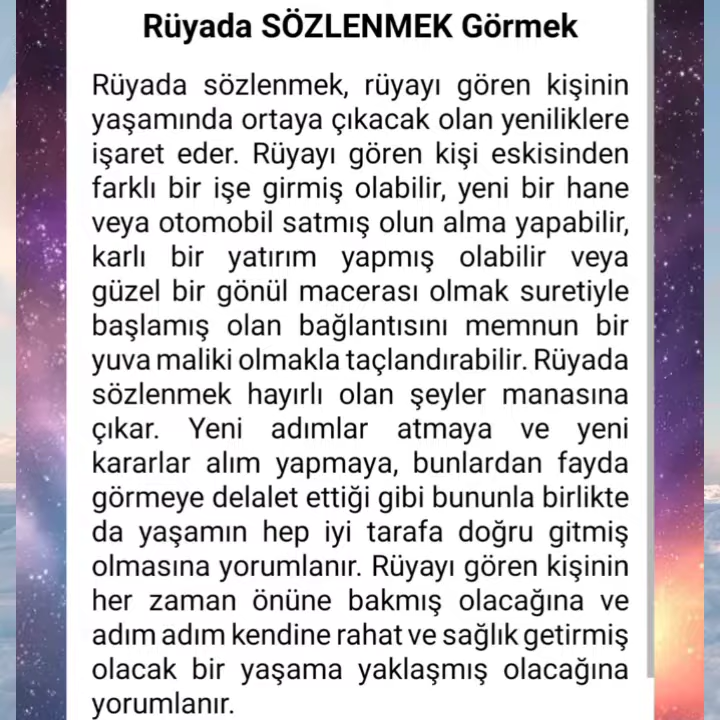 Rüyada SÖZLENMEK Görmek
Rüyada sözlenmek, rüyayı gören kişinin
yaşamında ortaya çıkacak olan yeniliklere
işaret eder. Rüyayı gören kişi eskisinden
farklı bir işe girmiş olabilir, yeni bir hane
veya otomobil satmış olun alma yapabilir,
karlı bir yatırım yapmış olabilir veya
güzel bir gönül macerası olmak suretiyle
başlamış olan bağlantısını memnun bir
yuva maliki olmakla taçlandırabilir. Rüyada
sözlenmek hayırlı olan şeyler manasına
çıkar. Yeni adımlar atmaya ve yeni
kararlar alım yapmaya, bunlardan fayda
görmeye delalet ettiği gibi bununla birlikte
da yaşamın hep iyi tarafa doğru gitmiş
olmasına yorumlanır. Rüyayı gören kişinin
her zaman önüne bakmış olacağına ve
adım adım kendine rahat ve sağlık getirmiş
olacak bir yaşama yaklaşmış olacağına
yorumlanır.